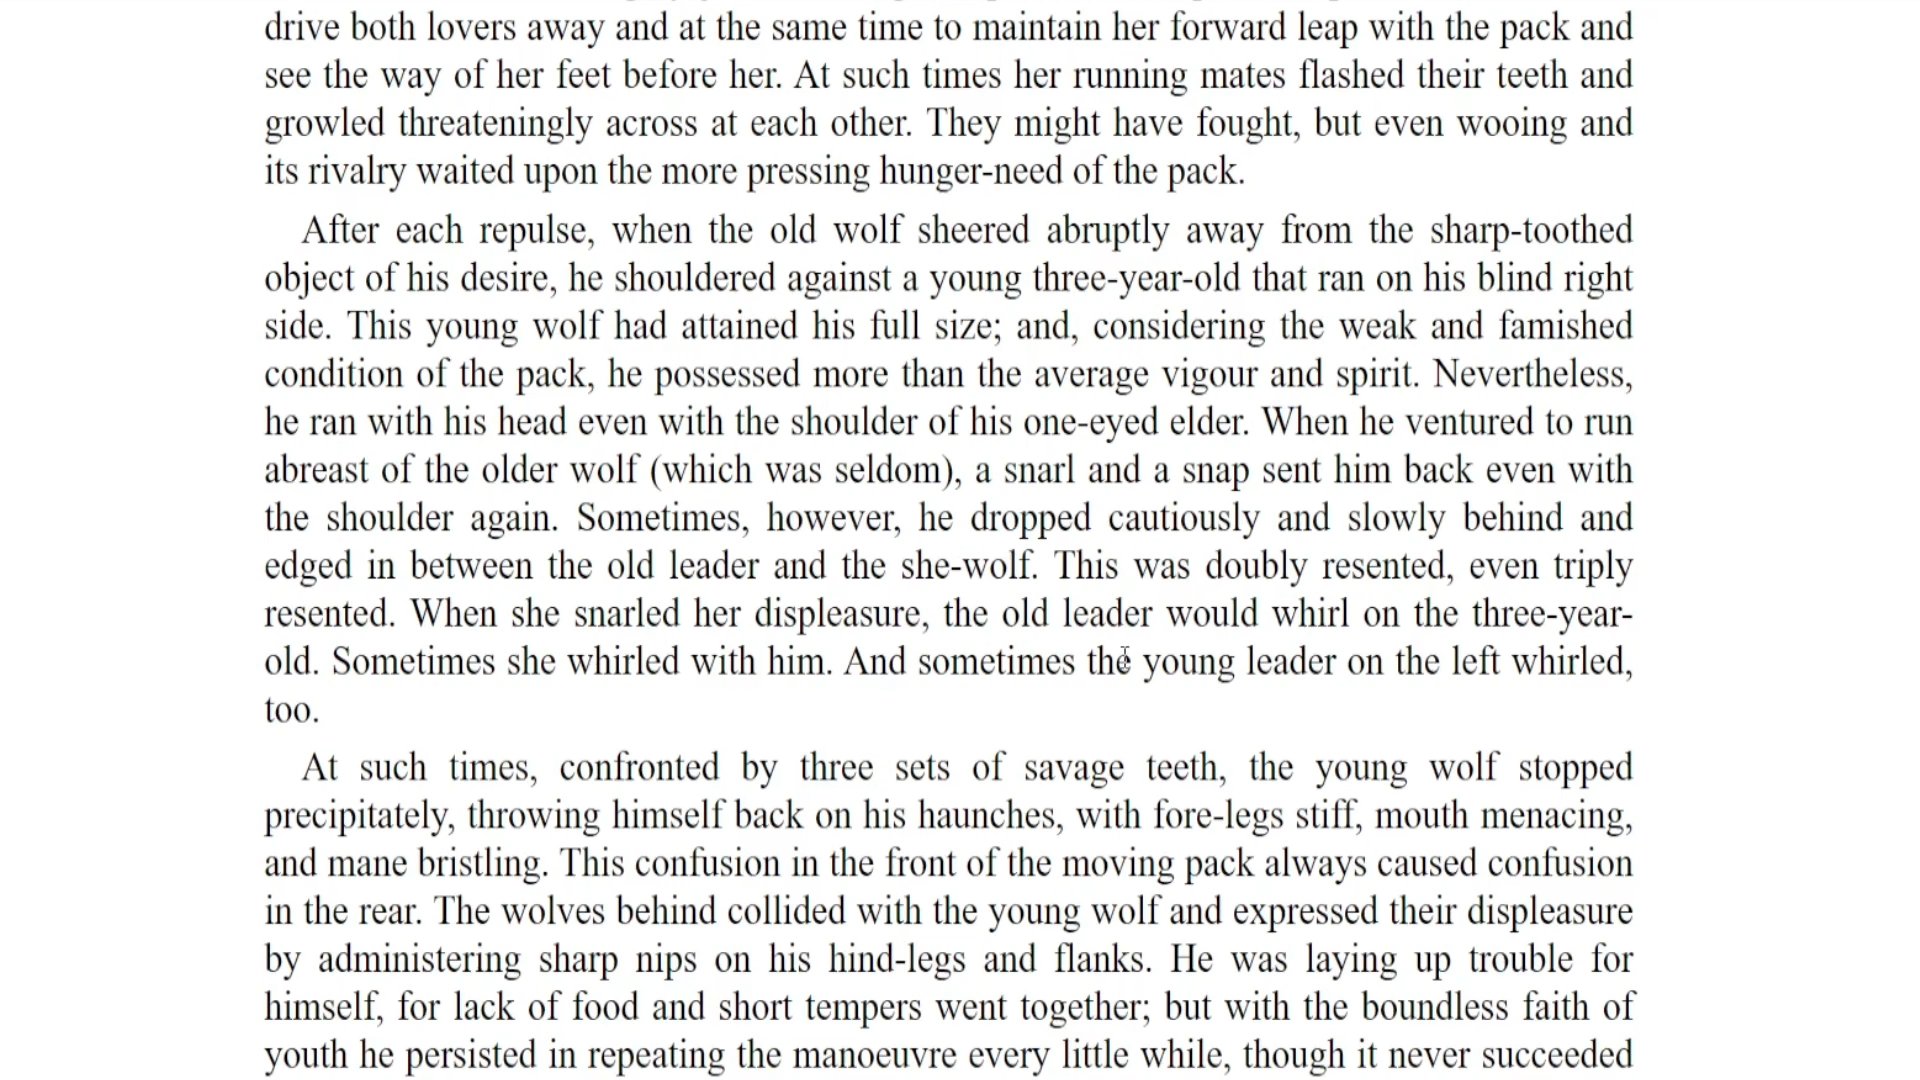 drive both lovers away and at the same time to maintain her forward leap with the pack and
see the way of her feet before her. At such times her running mates flashed their teeth and
growled threateningly across at each other. They might have fought, but even wooing and
its rivalry waited upon the more pressing hunger-need of the pack.
After each repulse, when the old wolf sheered abruptly away from the sharp-toothed
object of his desire, he shouldered against a young three-year-old that ran on his blind right
side. This young wolf had attained his full size; and, considering the weak and famished
condition of the pack, he possessed more than the average vigour and spirit. Nevertheless,
he ran with his head even with the shoulder of his one-eyed elder. When he ventured to run
abreast of the older wolf (which was seldom), a snarl and a snap sent him back even with
the shoulder again. Sometimes, however, he dropped cautiously and slowly behind and
edged in between the old leader and the she-wolf. This was doubly resented, even triply
resented. When she snarled her displeasure, the old leader would whirl on the three-year-
old. Sometimes she whirled with him. And sometimes the young leader on the left whirled,
too.
At such times, confronted by three sets of savage teeth, the young wolf stopped
precipitately, throwing himself back on his haunches, with fore-legs stiff, mouth menacing,
and mane bristling. This confusion in the front of the moving pack always caused confusion
in the rear. The wolves behind collided with the young wolf and expressed their displeasure
by administering sharp nips on his hind-legs and flanks. He was laying up trouble for
himself, for lack of food and short tempers went together; but with the boundless faith of
youth he persisted in repeating the manoeuvre every little while, though it never succeeded